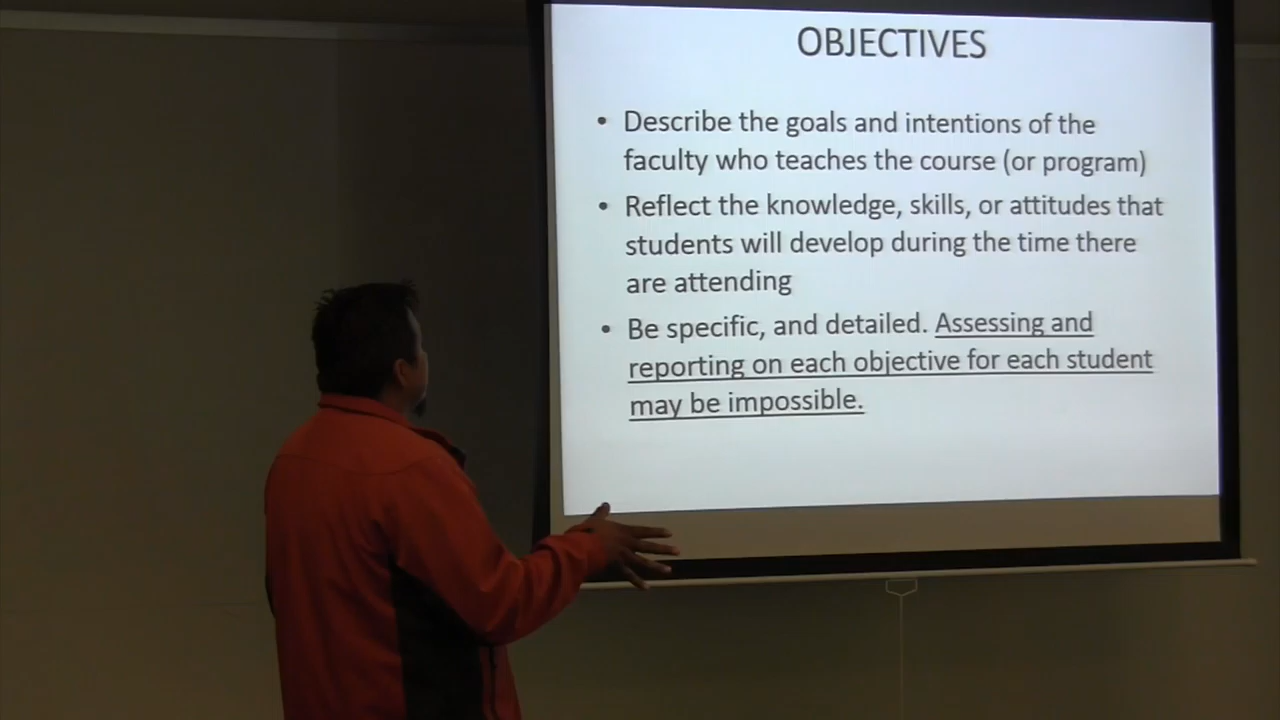 OBJECTIVES
• Describe the goals and intentions of the
faculty who teaches the course (or program)
• Reflect the knowledge, skills, or attitudes that
students will develop during the time there
are attending
• Be specific, and detailed. Assessing and
reporting on each objective for each student
may be impossible.